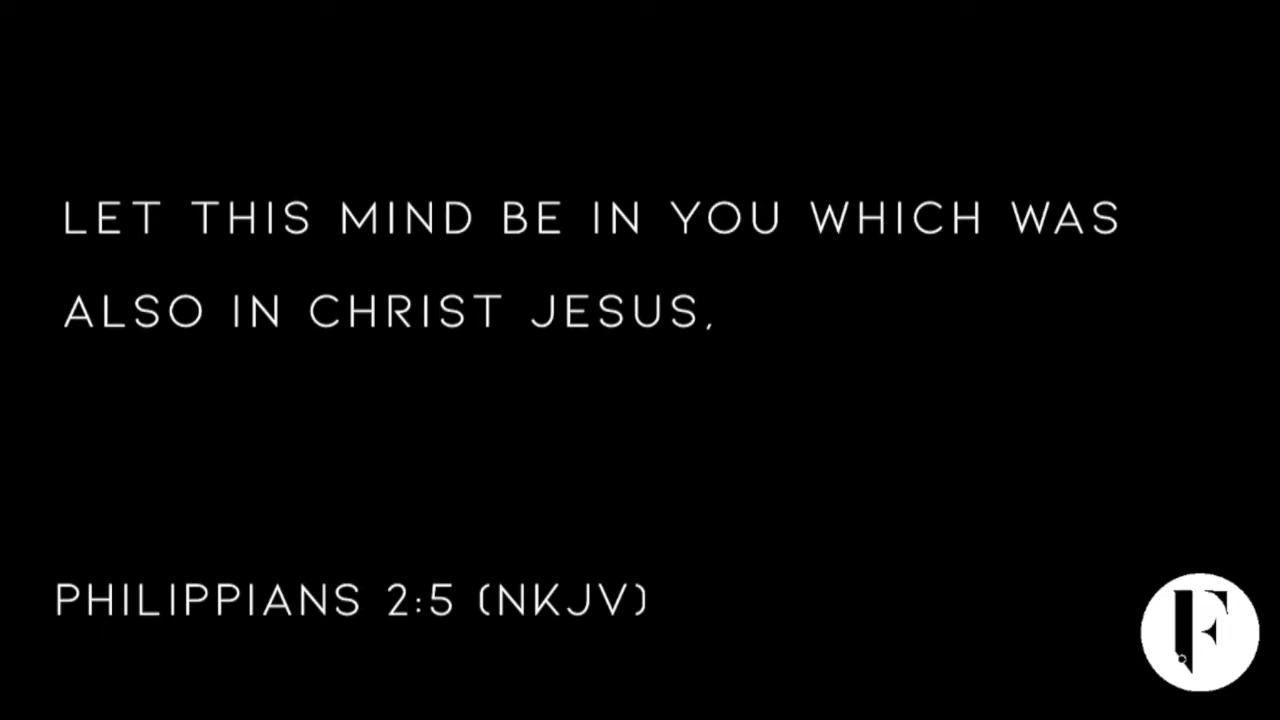 LET THIS MIND BE IN YOU WHICH WAS
ALSO IN CHRIST JESUS,
PHILIPPIANS 2:5 (NKJV)
F